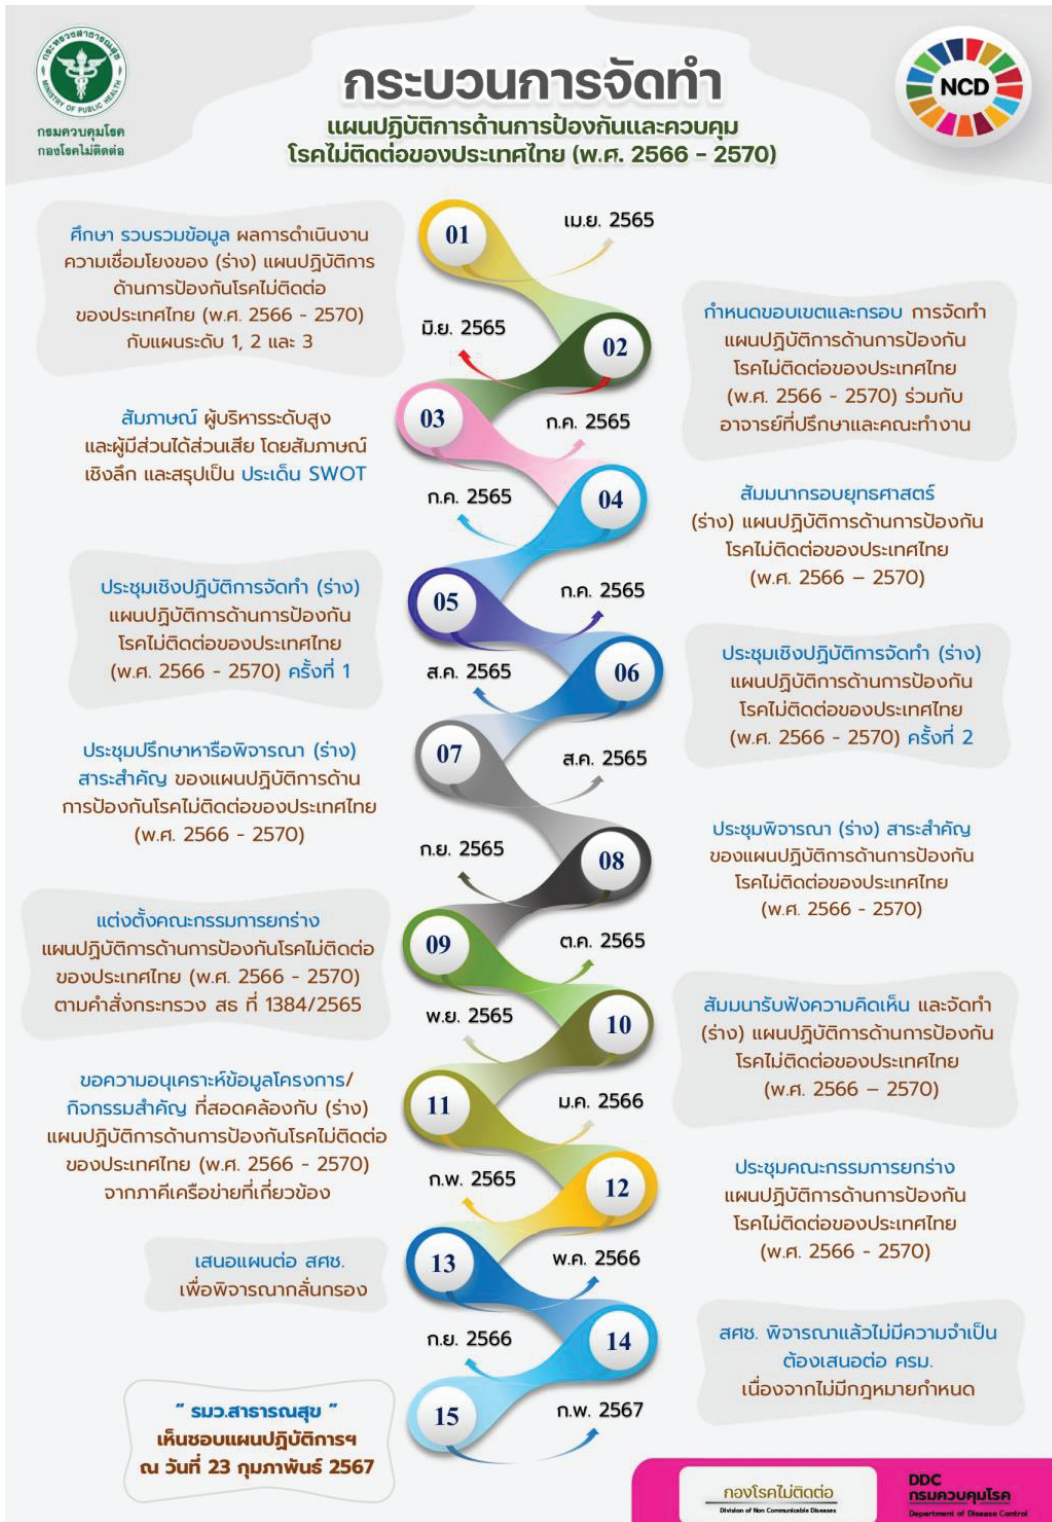 กระทรวงสาธารณสุข
MINISTRY OF PUBLIC HEALTH
กรมควบคุมโรค
กองโรคไม่ติดต่อ
NCD
กระบวนการจัดทำ
แผนปฏิบัติการด้านการป้องกันและควบคุม
โรคไม่ติดต่อของประเทศไทย (พ.ศ. 2566 - 2570)
01
เม.ย. 2565
ศึกษา รวบรวมข้อมูล ผลการดำเนินงาน
ความเชื่อมโยงของ (ร่าง) แผนปฏิบัติการ
ด้านการป้องกันโรคไม่ติดต่อ
ของประเทศไทย (พ.ศ. 2566 - 2570)
กับแผนระดับ 1, 2 และ 3
มิ.ย. 2565
02
กำหนดขอบเขตและกรอบ การจัดทำ
แผนปฏิบัติการด้านการป้องกัน
โรคไม่ติดต่อของประเทศไทย
(พ.ศ. 2566 - 2570) ร่วมกับ
อาจารย์ที่ปรึกษาและคณะทำงาน
03
ก.ค. 2565
สัมภาษณ์ ผู้บริหารระดับสูง
และผู้มีส่วนได้ส่วนเสีย โดยสัมภาษณ์
เชิงลึก และสรุปเป็น ประเด็น SWOT
ก.ค. 2565
04
สัมมนากรอบยุทธศาสตร์
(ร่าง) แผนปฏิบัติการด้านการป้องกัน
โรคไม่ติดต่อของประเทศไทย
(พ.ศ. 2566 – 2570)
05
ก.ค. 2565
ประชุมเชิงปฏิบัติการจัดทำ (ร่าง)
แผนปฏิบัติการด้านการป้องกัน
โรคไม่ติดต่อของประเทศไทย
(พ.ศ. 2566 - 2570) ครั้งที่ 1
ส.ค. 2565
06
ประชุมเชิงปฏิบัติการจัดทำ (ร่าง)
แผนปฏิบัติการด้านการป้องกัน
โรคไม่ติดต่อของประเทศไทย
(พ.ศ. 2566 - 2570) ครั้งที่ 2
07
ส.ค. 2565
ประชุมปรึกษาหารือพิจารณา (ร่าง)
สาระสำคัญ ของแผนปฏิบัติการด้าน
การป้องกันโรคไม่ติดต่อของประเทศไทย
(พ.ศ. 2566 - 2570)
ก.ย. 2565
08
ประชุมพิจารณา (ร่าง) สาระสำคัญ
ของแผนปฏิบัติการด้านการป้องกัน
โรคไม่ติดต่อของประเทศไทย
(พ.ศ. 2566 - 2570)
09
ต.ค. 2565
แต่งตั้งคณะกรรมการยกร่าง
แผนปฏิบัติการด้านการป้องกันโรคไม่ติดต่อ
ของประเทศไทย (พ.ศ. 2566 - 2570)
ตามคำสั่งกระทรวง สธ ที่ 1384/2565
พ.ย. 2565
10
สัมมนารับฟังความคิดเห็น และจัดทำ
(ร่าง) แผนปฏิบัติการด้านการป้องกัน
โรคไม่ติดต่อของประเทศไทย
(พ.ศ. 2566 – 2570)
11
ม.ค. 2566
ขอความอนุเคราะห์ข้อมูลโครงการ/
กิจกรรมสำคัญ ที่สอดคล้องกับ (ร่าง)
แผนปฏิบัติการด้านการป้องกันโรคไม่ติดต่อ
ของประเทศไทย (พ.ศ. 2566 - 2570)
จากภาคีเครือข่ายที่เกี่ยวข้อง
ก.พ. 2565
12
ประชุมคณะกรรมการยกร่าง
แผนปฏิบัติการด้านการป้องกัน
โรคไม่ติดต่อของประเทศไทย
(พ.ศ. 2566 - 2570)
13
พ.ค. 2566
เสนอแผนต่อ สศช.
เพื่อพิจารณากลั่นกรอง
ก.ย. 2566
14
สศช. พิจารณาแล้วไม่มีความจำเป็น
ต้องเสนอต่อ ครม.
เนื่องจากไม่มีกฎหมายกำหนด
15
ก.พ. 2567
" รมว.สาธารณสุข "
เห็นชอบแผนปฏิบัติการฯ
ณ วันที่ 23 กุมภาพันธ์ 2567
กองโรคไม่ติดต่อ
Division of Non Communicable Diseases
DDC
กรมควบคุมโรค
Department of Disease Control